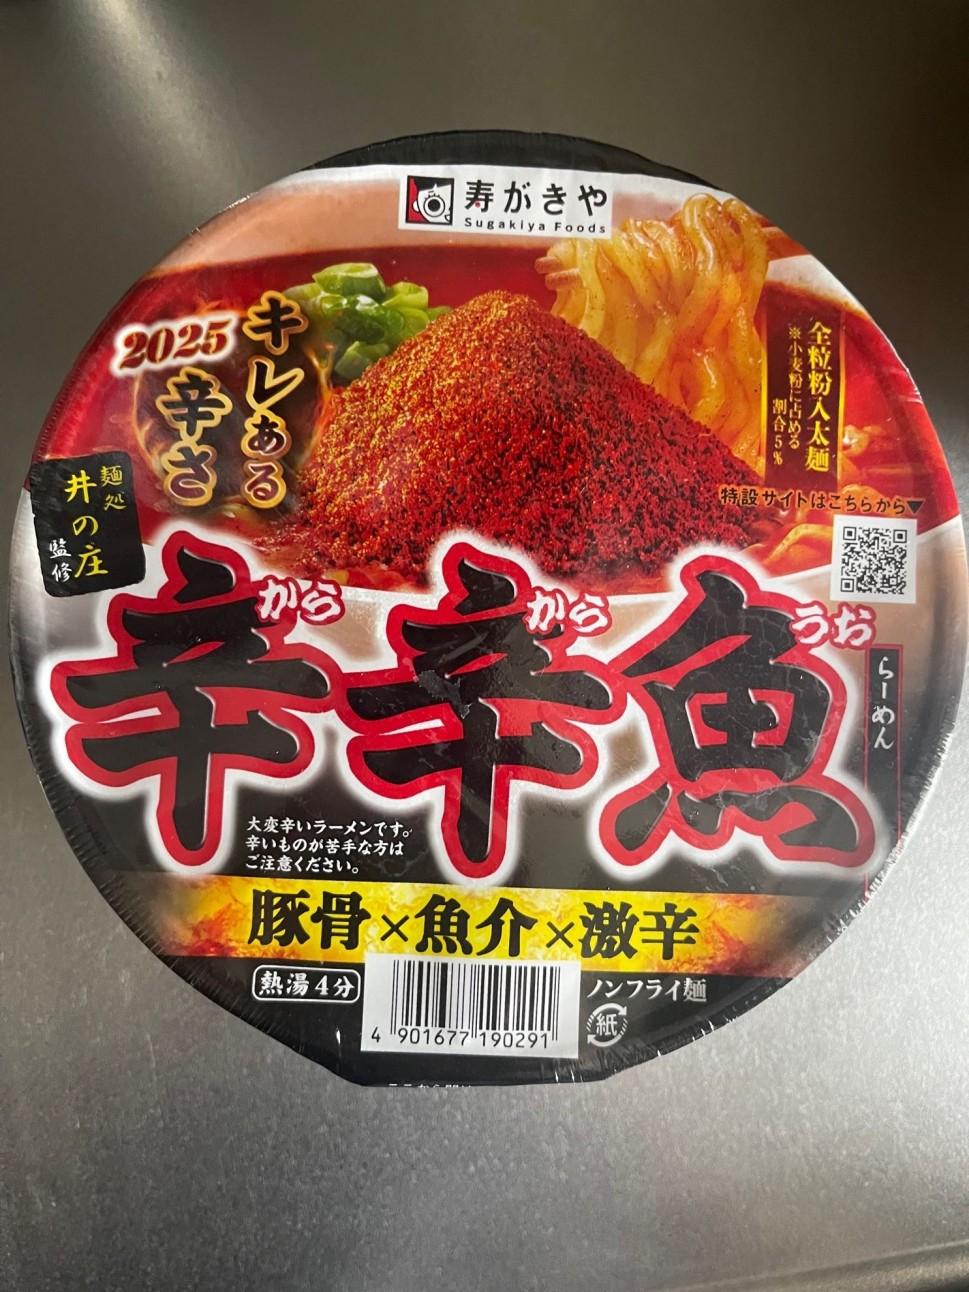 寿がきや
Sugakiya Foods
2025
キレある
辛さ
全粒粉入太麺
※小麦粉に占める
割合5%
麺処
井の庄
監修
特設サイトはこちらから▼
辛辛魚
から
から
うお
らーめん
大変辛いラーメンです。
辛いものが苦手な方は
ご注意ください。
豚骨×魚介×激辛
熱湯4分
ノンフライ麺
紙
4 901677 190291